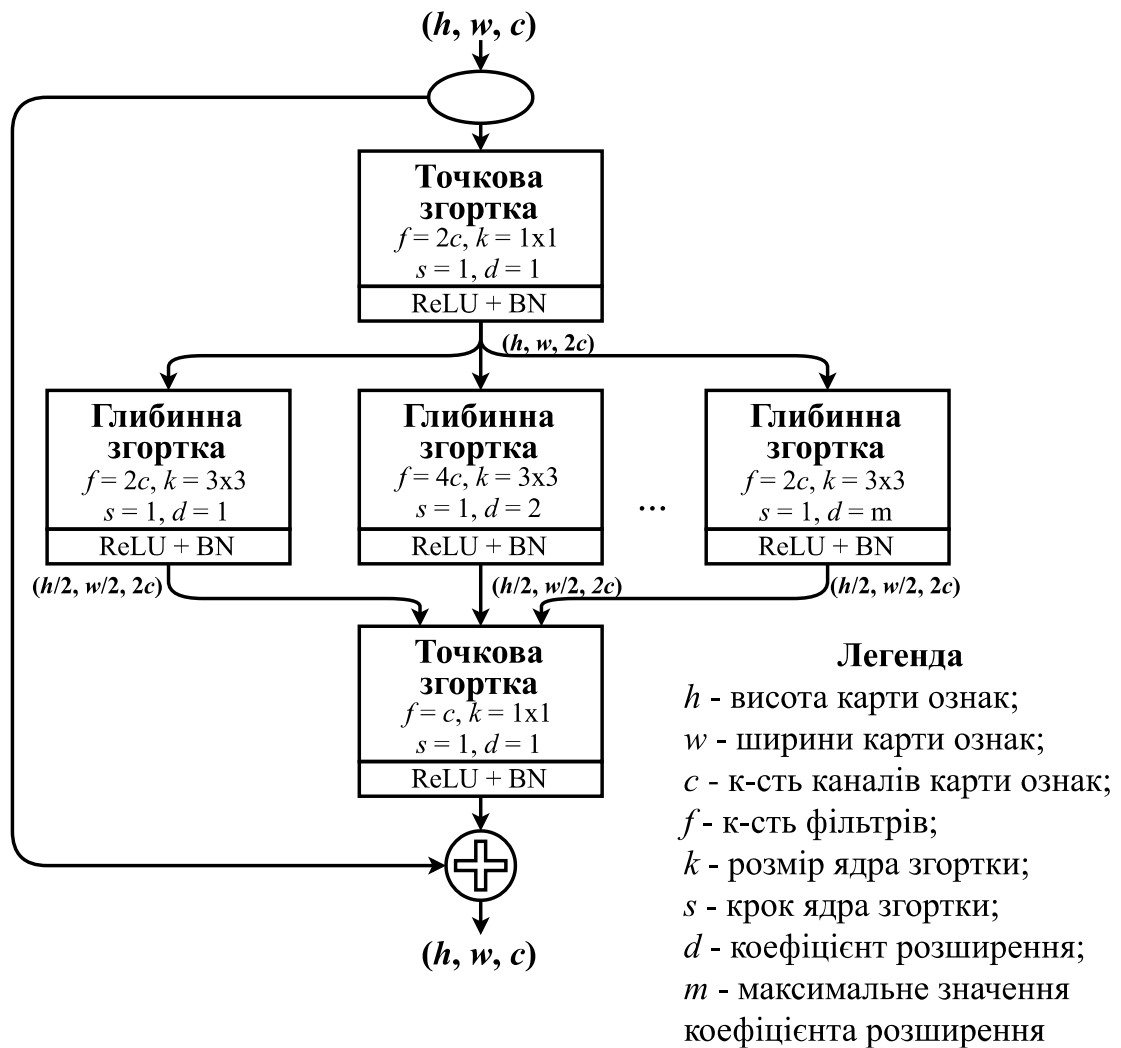 (h, w, c)
Точкова
згортка
f = 2c, k = 1x1
s = 1, d = 1
ReLU + BN
(h, w, 2c)
Глибинна
згортка
f = 2c, k = 3x3
s = 1, d = 1
ReLU + BN
(h/2, w/2, 2c)
Глибинна
згортка
f = 4c, k = 3x3
s = 1, d = 2
ReLU + BN
(h/2, w/2, 2c)
...
Глибинна
згортка
f = 2c, k = 3x3
s = 1, d = m
ReLU + BN
(h/2, w/2, 2c)
Точкова
згортка
f = c, k = 1x1
s = 1, d = 1
ReLU + BN
(h, w, c)
Легенда
h - висота карти ознак;
w - ширини карти ознак;
c - к-сть каналів карти ознак;
f - к-сть фільтрів;
k - розмір ядра згортки;
s - крок ядра згортки;
d - коефіцієнт розширення;
m - максимальне значення
коефіцієнта розширення